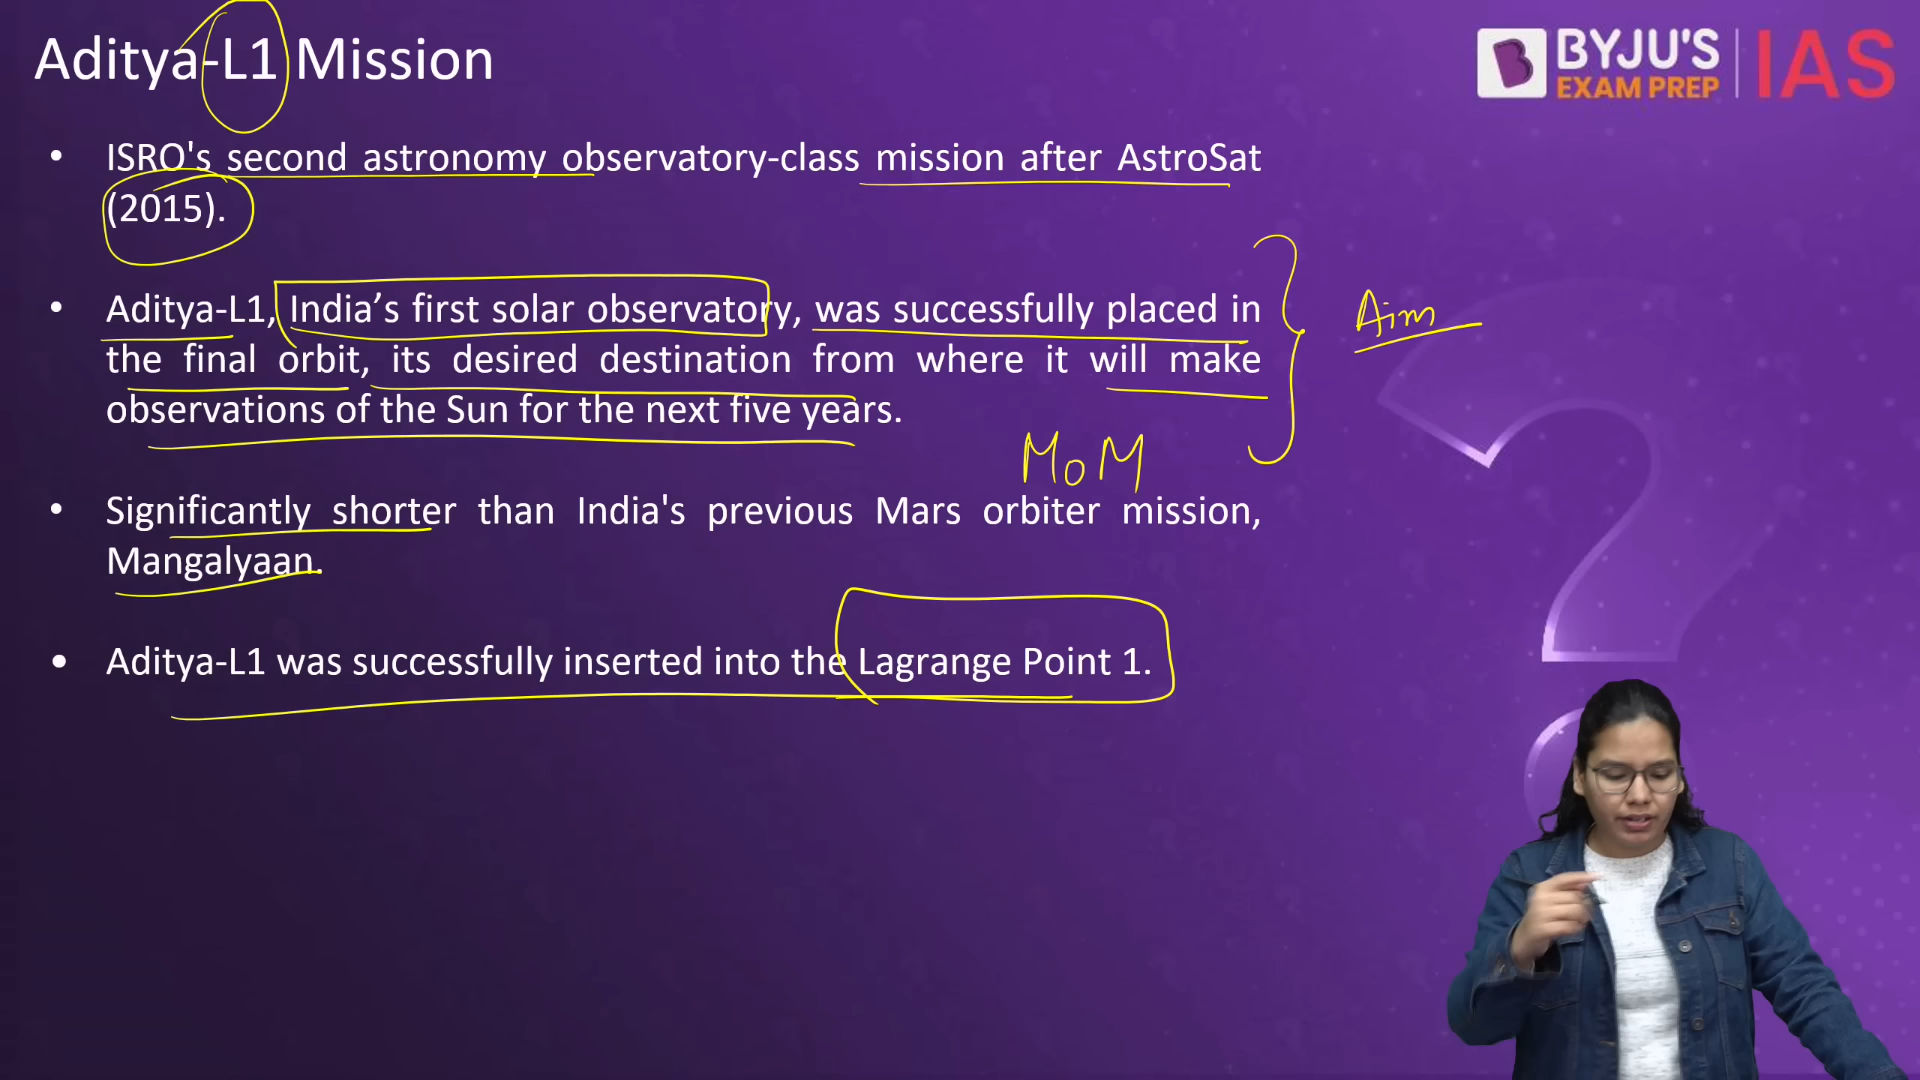 Aditya-L1 Mission
BYJU'S
EXAM PREP
IAS
• ISRO's second astronomy observatory-class mission after AstroSat
(2015).
• Aditya-L1, India’s first solar observatory, was successfully placed in
the final orbit, its desired destination from where it will make
observations of the Sun for the next five years.
Aim
MOM
• Significantly shorter than India's previous Mars orbiter mission,
Mangalyaan.
• Aditya-L1 was successfully inserted into the Lagrange Point 1.